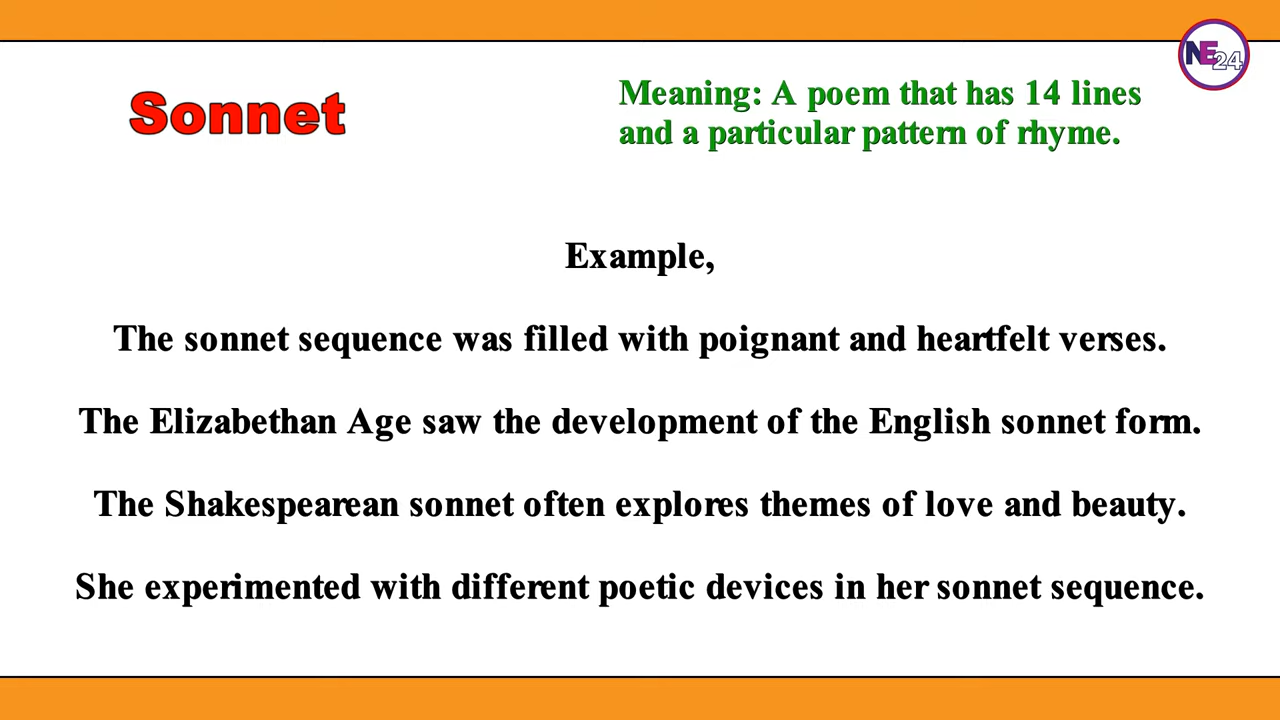 Sonnet
Meaning: A poem that has 14 lines
and a particular pattern of rhyme.
NE24
Example,
The sonnet sequence was filled with poignant and heartfelt verses.
The Elizabethan Age saw the development of the English sonnet form.
The Shakespearean sonnet often explores themes of love and beauty.
She experimented with different poetic devices in her sonnet sequence.